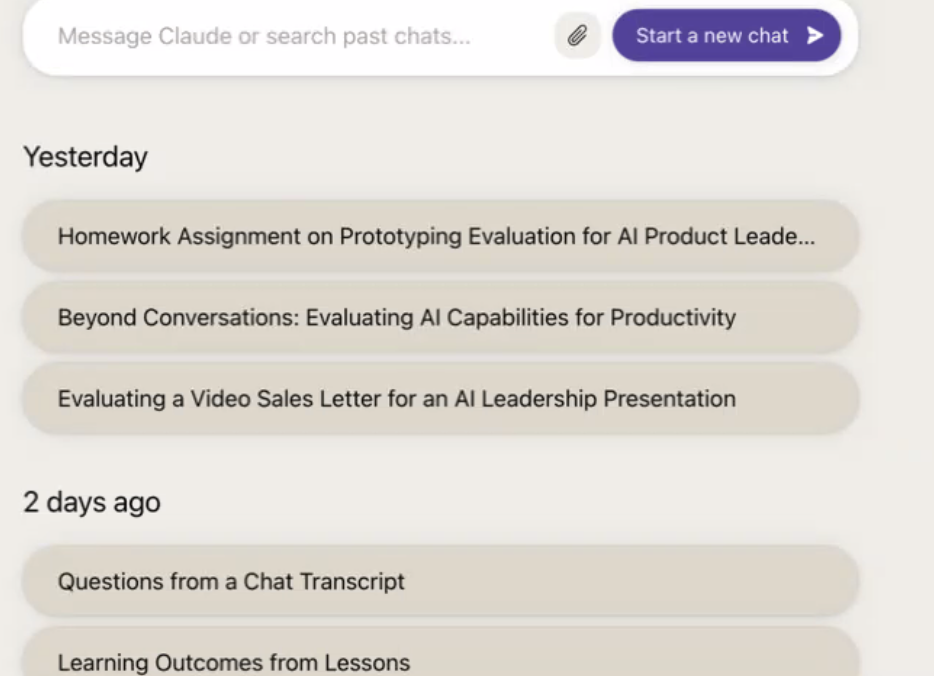 Message Claude or search past chats...
Start a new chat
Yesterday
Homework Assignment on Prototyping Evaluation for AI Product Leade...
Beyond Conversations: Evaluating AI Capabilities for Productivity
Evaluating a Video Sales Letter for an AI Leadership Presentation
2 days ago
Questions from a Chat Transcript
Learning Outcomes from Lessons